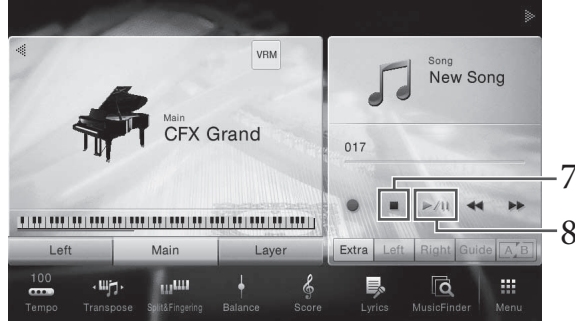 VRM
Main
CFX Grand
Song
New Song
017
7
8
Left Main Layer
Extra Left Right Guide A B
100
Tempo Transpose Split&Fingering Balance Score Lyrics MusicFinder Menu